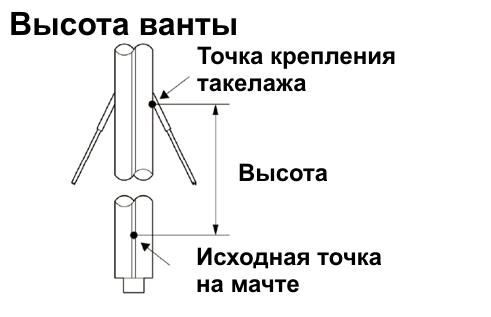 Высота ванты
Точка крепления
такелажа
Высота
Исходная точка
на мачте